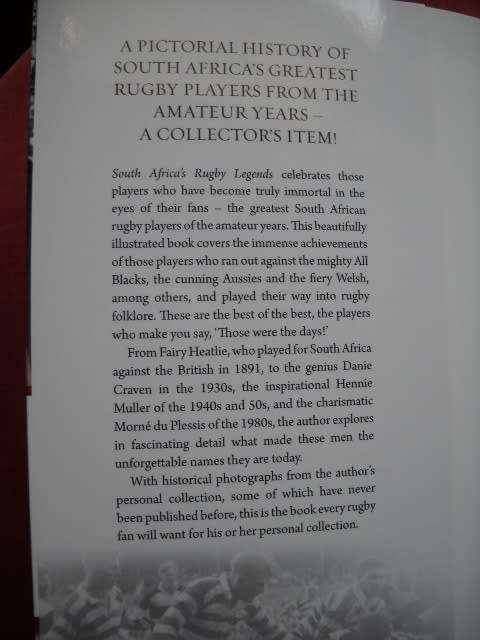 A PICTORIAL HISTORY OF
SOUTH AFRICA'S GREATEST
RUGBY PLAYERS FROM THE
AMATEUR YEARS –
A COLLECTOR'S ITEM!
South Africa's Rugby Legends celebrates those
players who have become truly immortal in the
eyes of their fans – the greatest South African
rugby players of the amateur years. This beautifully
illustrated book covers the immense achievements
of those players who ran out against the mighty All
Blacks, the cunning Aussies and the fiery Welsh,
among others, and played their way into rugby
folklore. These are the best of the best, the players
who make you say, 'Those were the days!'
From Fairy Heatlie, who played for South Africa
against the British in 1891, to the genius Danie
Craven in the 1930s, the inspirational Hennie
Muller of the 1940s and 50s, and the charismatic
Morné du Plessis of the 1980s, the author explores
in fascinating detail what made these men the
unforgettable names they are today.
With historical photographs from the author's
personal collection, some of which have never
been published before, this is the book every rugby
fan will want for his or her personal collection.